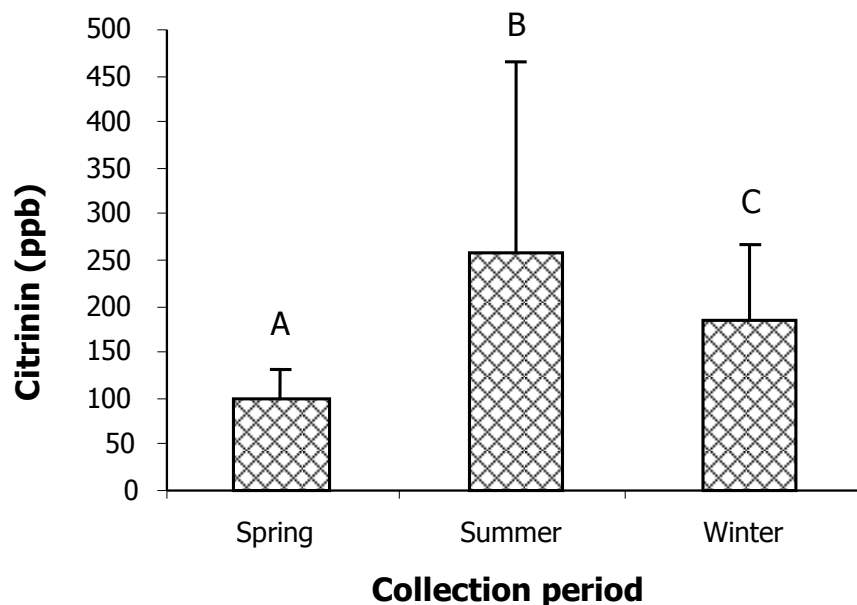 500
450
400
350
300
250
200
150
100
50
0
Citrinin (ppb)
A
B
C
Spring
Summer
Winter
Collection period